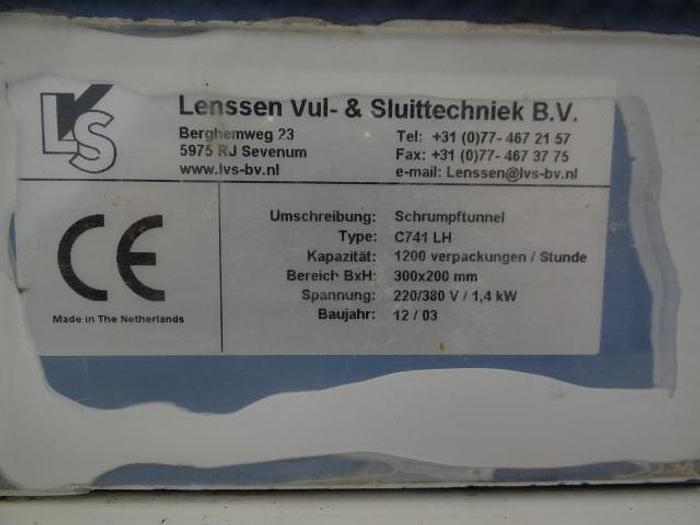 LVS
Lenssen Vul- & Sluittechniek B.V.
Berghemweg 23 Tel: +31 (0)77- 467 21 57
5975 RJ Sevenum Fax: +31 (0)77- 467 37 75
www.lvs-bv.nl e-mail: Lenssen@lvs-bv.nl
CE
Made in The Netherlands
Umschreibung: Schrumpftunnel
Type: C741 LH
Kapazität: 1200 verpackungen / Stunde
Bereich BxH: 300x200 mm
Spannung: 220/380 V / 1,4 kW
Baujahr: 12 / 03